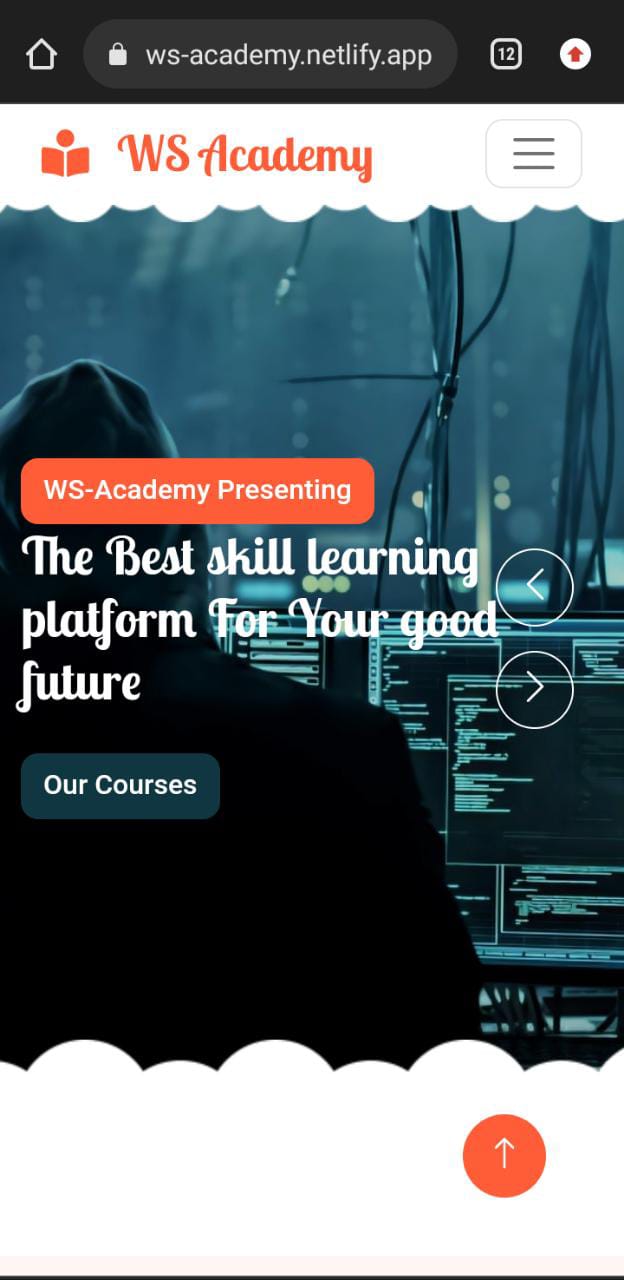 ws-academy.netlify.app
12
WS Academy
WS-Academy Presenting
The Best skill learning
platform For Your good
future
Our Courses